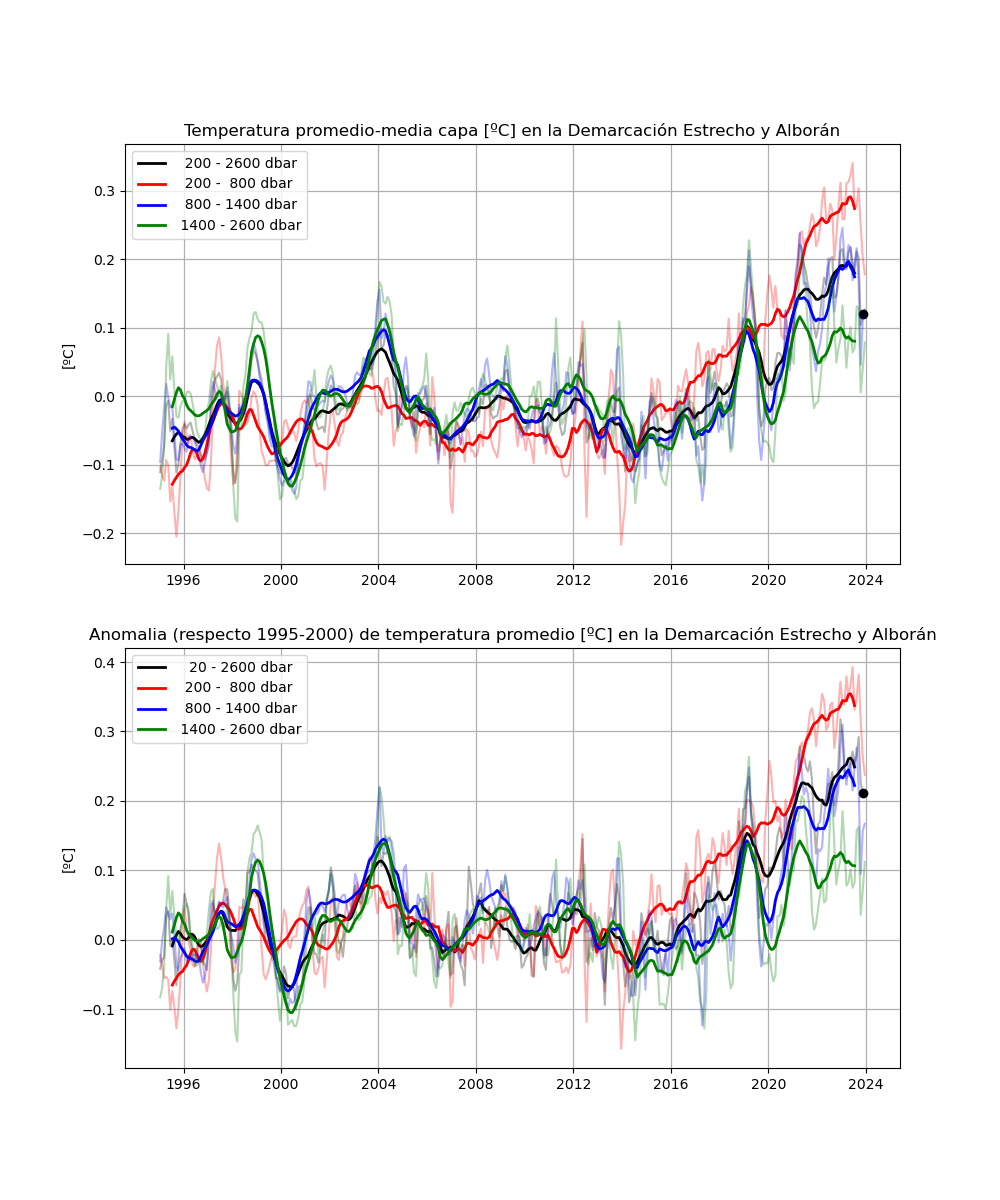 Temperatura promedio-media capa [ºC] en la Demarcación Estrecho y Alborán
200 - 2600 dbar
200 -  800 dbar
800 - 1400 dbar
1400 - 2600 dbar
0.3
0.2
0.1
0.0
−0.1
−0.2
[ºC]
1996 2000 2004 2008 2012 2016 2020 2024
Anomalia (respecto 1995-2000) de temperatura promedio [ºC] en la Demarcación Estrecho y Alborán
20 - 2600 dbar
200 -  800 dbar
800 - 1400 dbar
1400 - 2600 dbar
0.4
0.3
0.2
0.1
0.0
−0.1
[ºC]
1996 2000 2004 2008 2012 2016 2020 2024